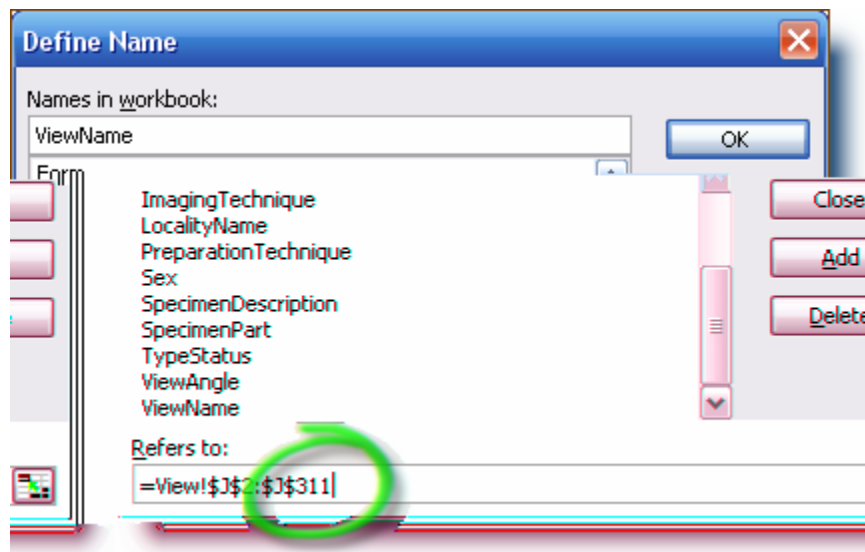 Define Name
Names in workbook:
ViewName
OK
Form
ImagingTechnique
Close
LocalityName
PreparationTechnique
Add
Sex
SpecimenDescription
SpecimenPart
Delete
TypeStatus
ViewAngle
ViewName
Refers to:
=View!$J$2:$J$311